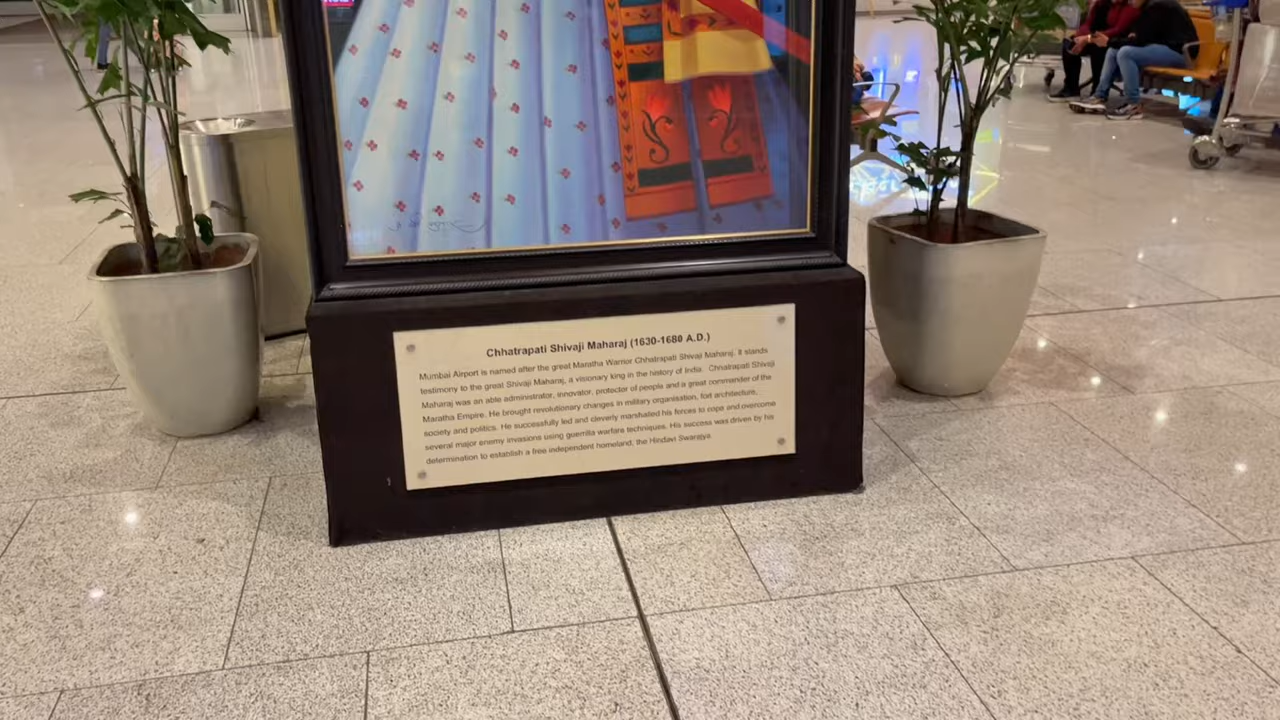 Chhatrapati Shivaji Maharaj (1630-1680 A.D.)
Mumbai Airport is named after the great Maratha Warrior Chhatrapati Shivaji Maharaj. It stands
testimony to the great Shivaji Maharaj, a visionary king in the history of India. Chhatrapati Shivaji
Maharaj was an able administrator, innovator, protector of people and a great commander of the
Maratha Empire. He brought revolutionary changes in military organisation, fort architecture,
society and politics. He successfully led and cleverly marshalled his forces to cope and overcome
several major enemy invasions using guerrilla warfare techniques. His success was driven by his
determination to establish a free independent homeland, the Hindavi Swarajya